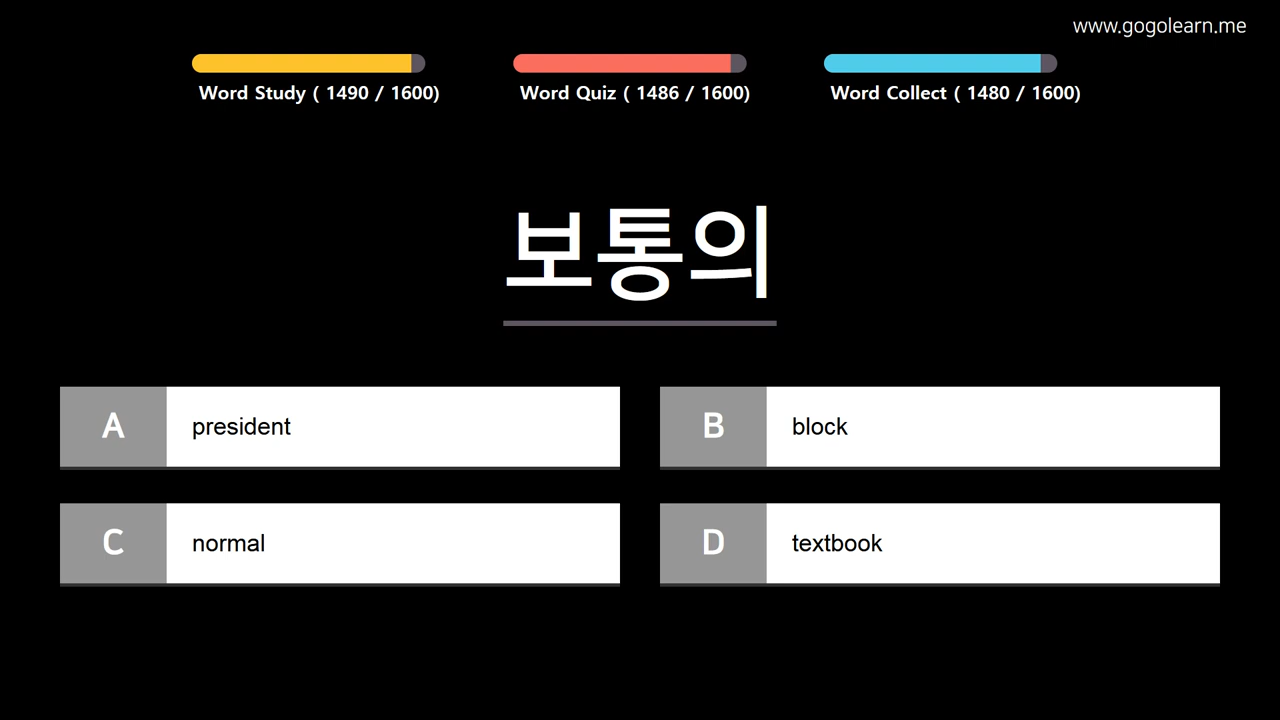 www.gogolearn.me
Word Study ( 1490 / 1600)
Word Quiz ( 1486 / 1600)
Word Collect ( 1480 / 1600)
보통의
A president
B block
C normal
D textbook